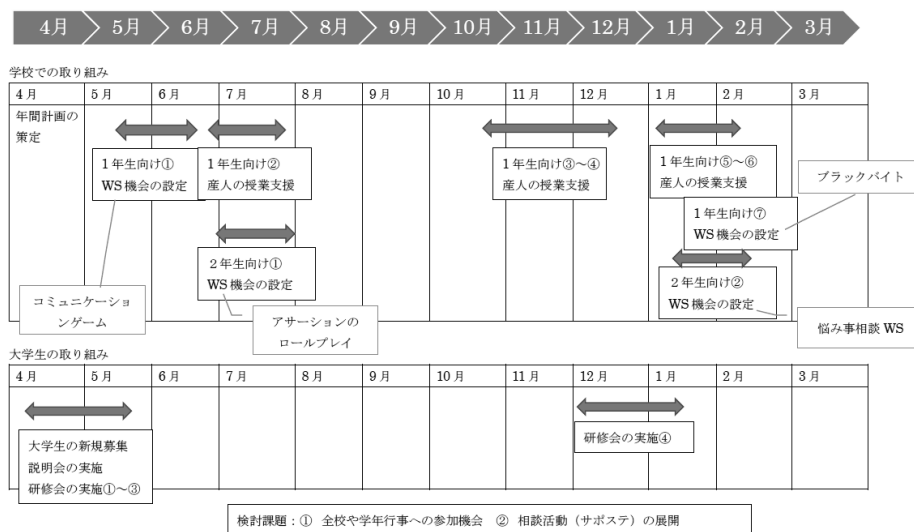 4月 5月 6月 7月 8月 9月 10月 11月 12月 1月 2月 3月
学校での取り組み
4月 5月 6月 7月 8月 9月 10月 11月 12月 1月 2月 3月
年間計画の
策定
1年生向け①
WS機会の設定
1年生向け②
産人の授業支援
1年生向け③～④
産人の授業支援
1年生向け⑤～⑥
産人の授業支援
ブラックバイト
1年生向け⑦
WS機会の設定
2年生向け①
WS機会の設定
2年生向け②
WS機会の設定
コミュニケーショ
ンゲーム
アサーションの
ロールプレイ
悩み事相談 WS
大学生の取り組み
4月 5月 6月 7月 8月 9月 10月 11月 12月 1月 2月 3月
大学生の新規募集
説明会の実施
研修会の実施①～③
研修会の実施④
検討課題：① 全校や学年行事への参加機会 ② 相談活動（サポステ）の展開